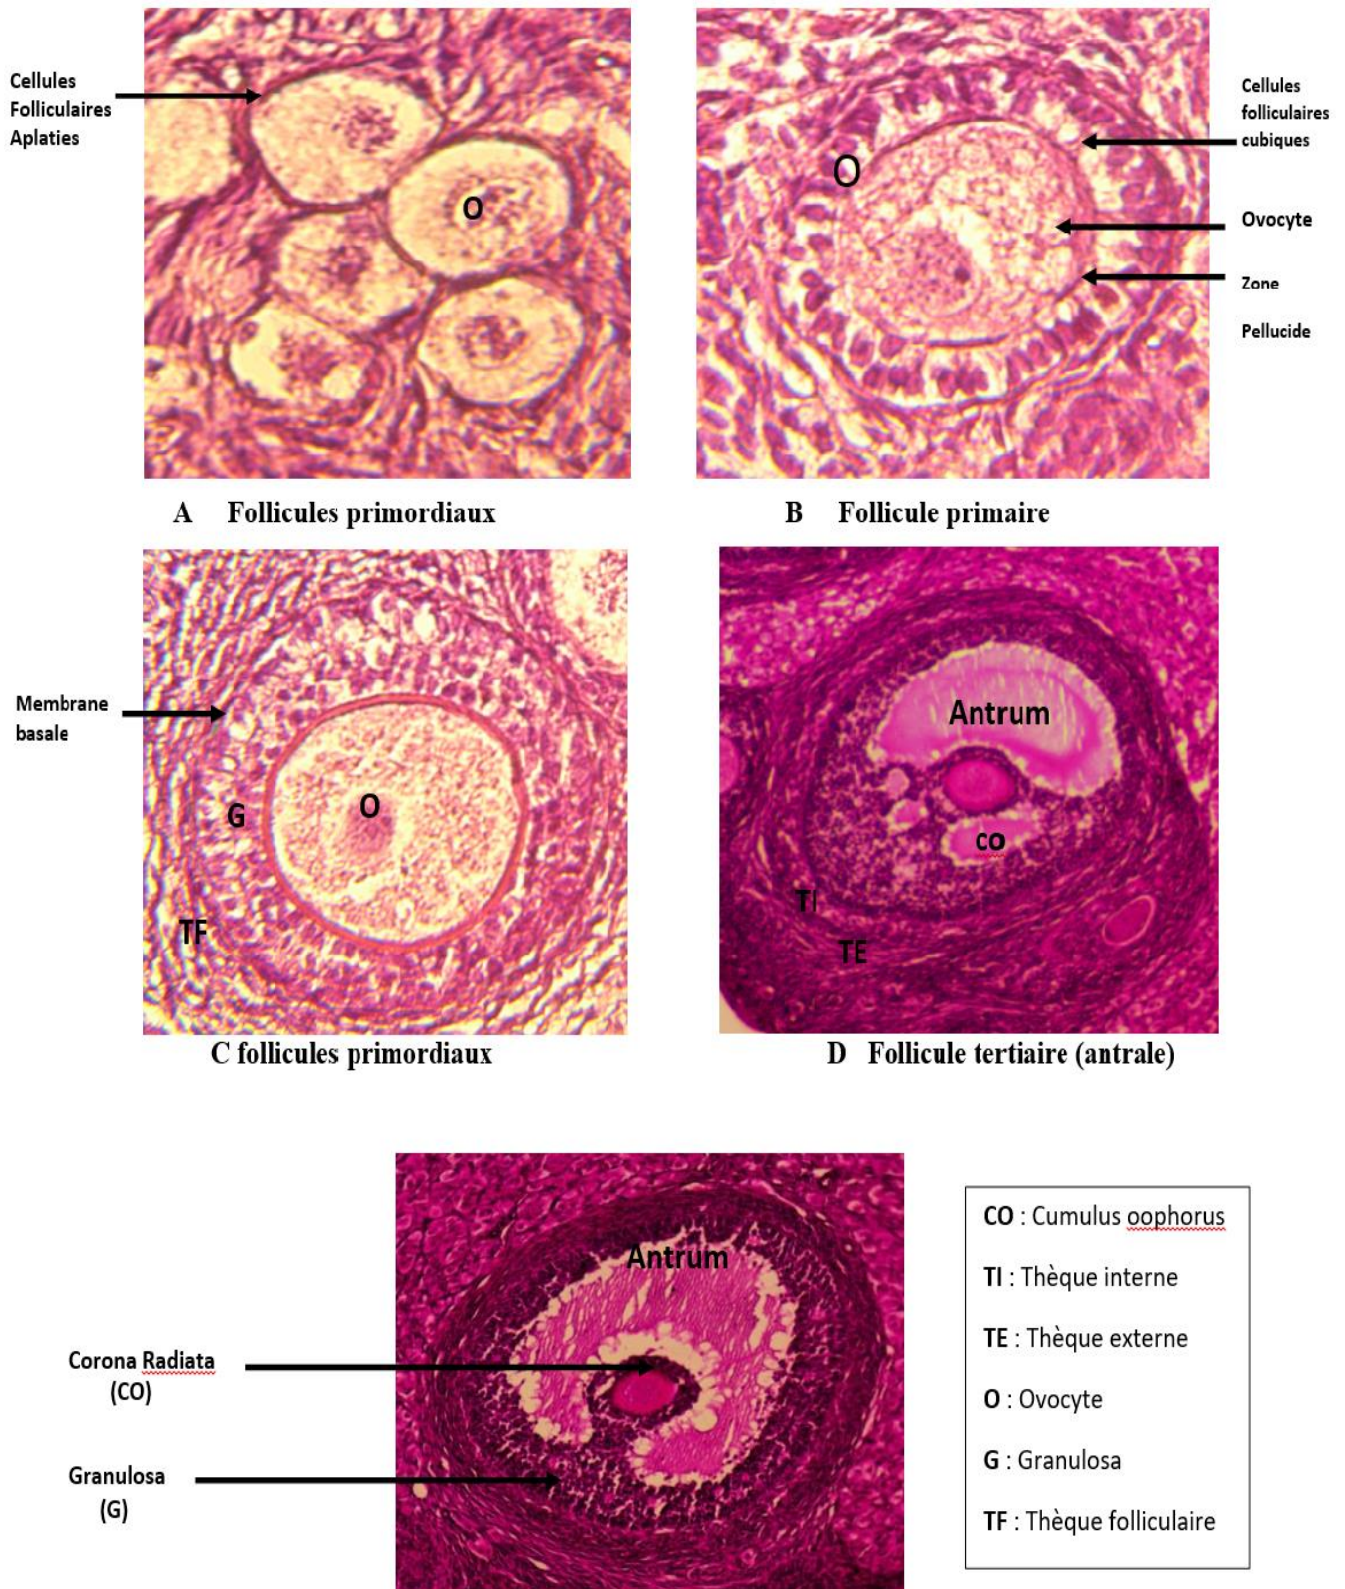 Cellules
Folliculaires
Aplaties
O
Cellules
folliculaires
cubiques
O
Ovocyte
Zone
Pellucide
A Follicules primordiaux
B Follicule primaire
Membrane
basale
G
O
TF
Antrum
co
TI
TE
C follicules primordiaux
D Follicule tertiaire (antrale)
Antrum
Corona Radiata
(CO)
Granulosa
(G)
CO : Cumulus oophorus
TI : Thèque interne
TE : Thèque externe
O : Ovocyte
G : Granulosa
TF : Thèque folliculaire